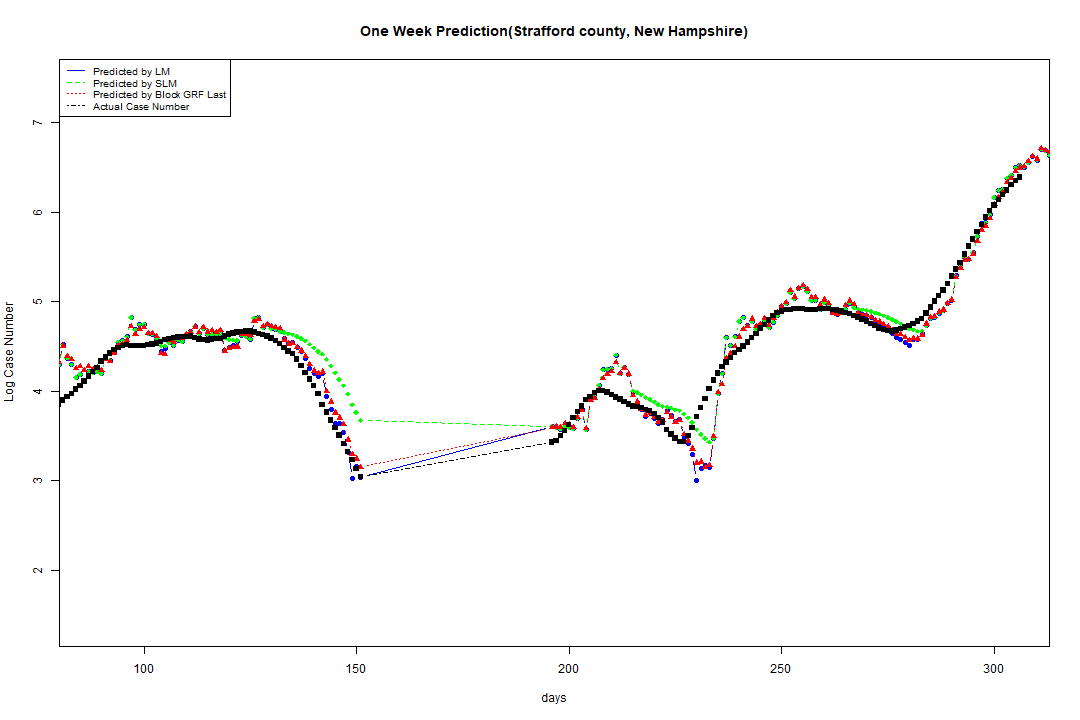 One Week Prediction(Strafford county, New Hampshire)
Predicted by LM
Predicted by SLM
Predicted by Block GRF Last
Actual Case Number
Log Case Number
7
6
5
4
3
2
100 150 200 250 300
days